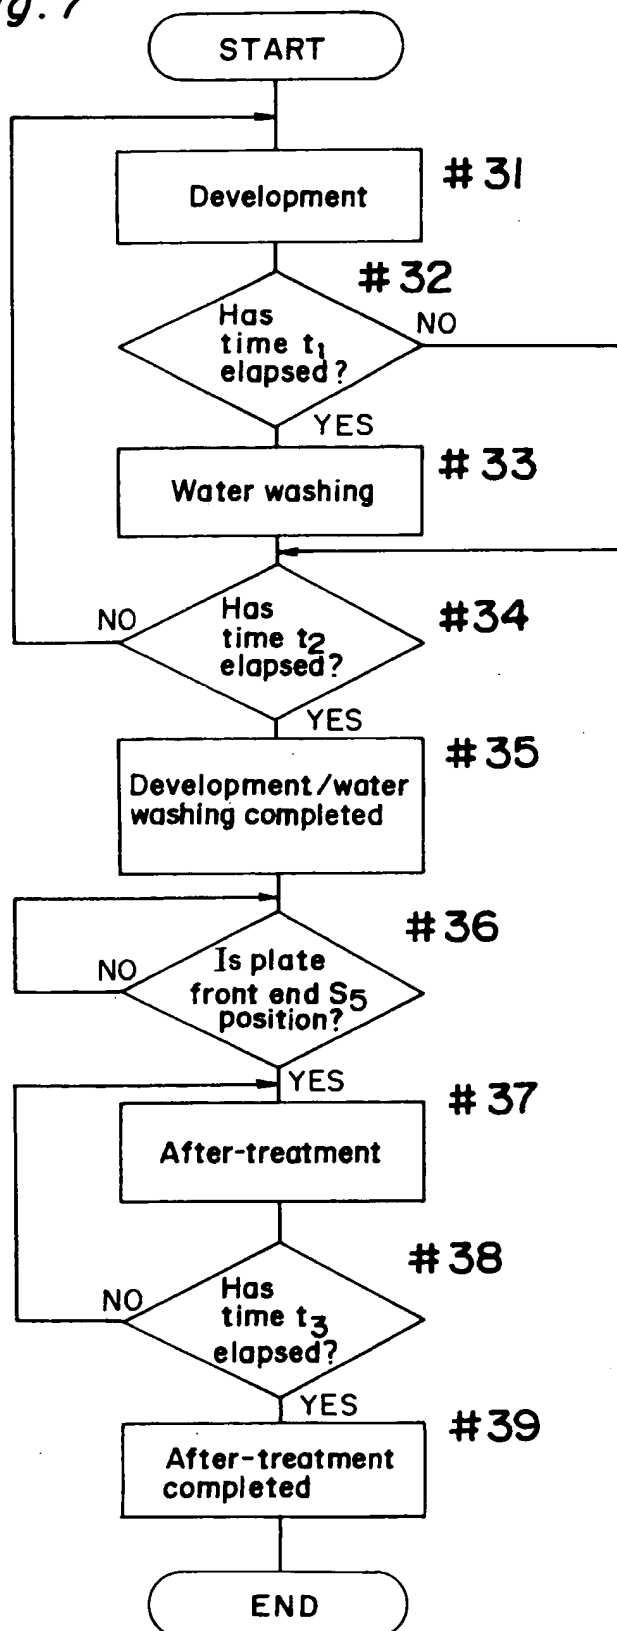 START
Development
#31
#32
Has
time t1
elapsed?
NO
YES
Water washing
#33
NO
Has
time t2
elapsed?
#34
YES
#35
Development/water
washing completed
#36
NO
Is plate
front end S5
position?
YES
#37
After-treatment
#38
NO
Has
time t3
elapsed?
YES
#39
After-treatment
completed
END